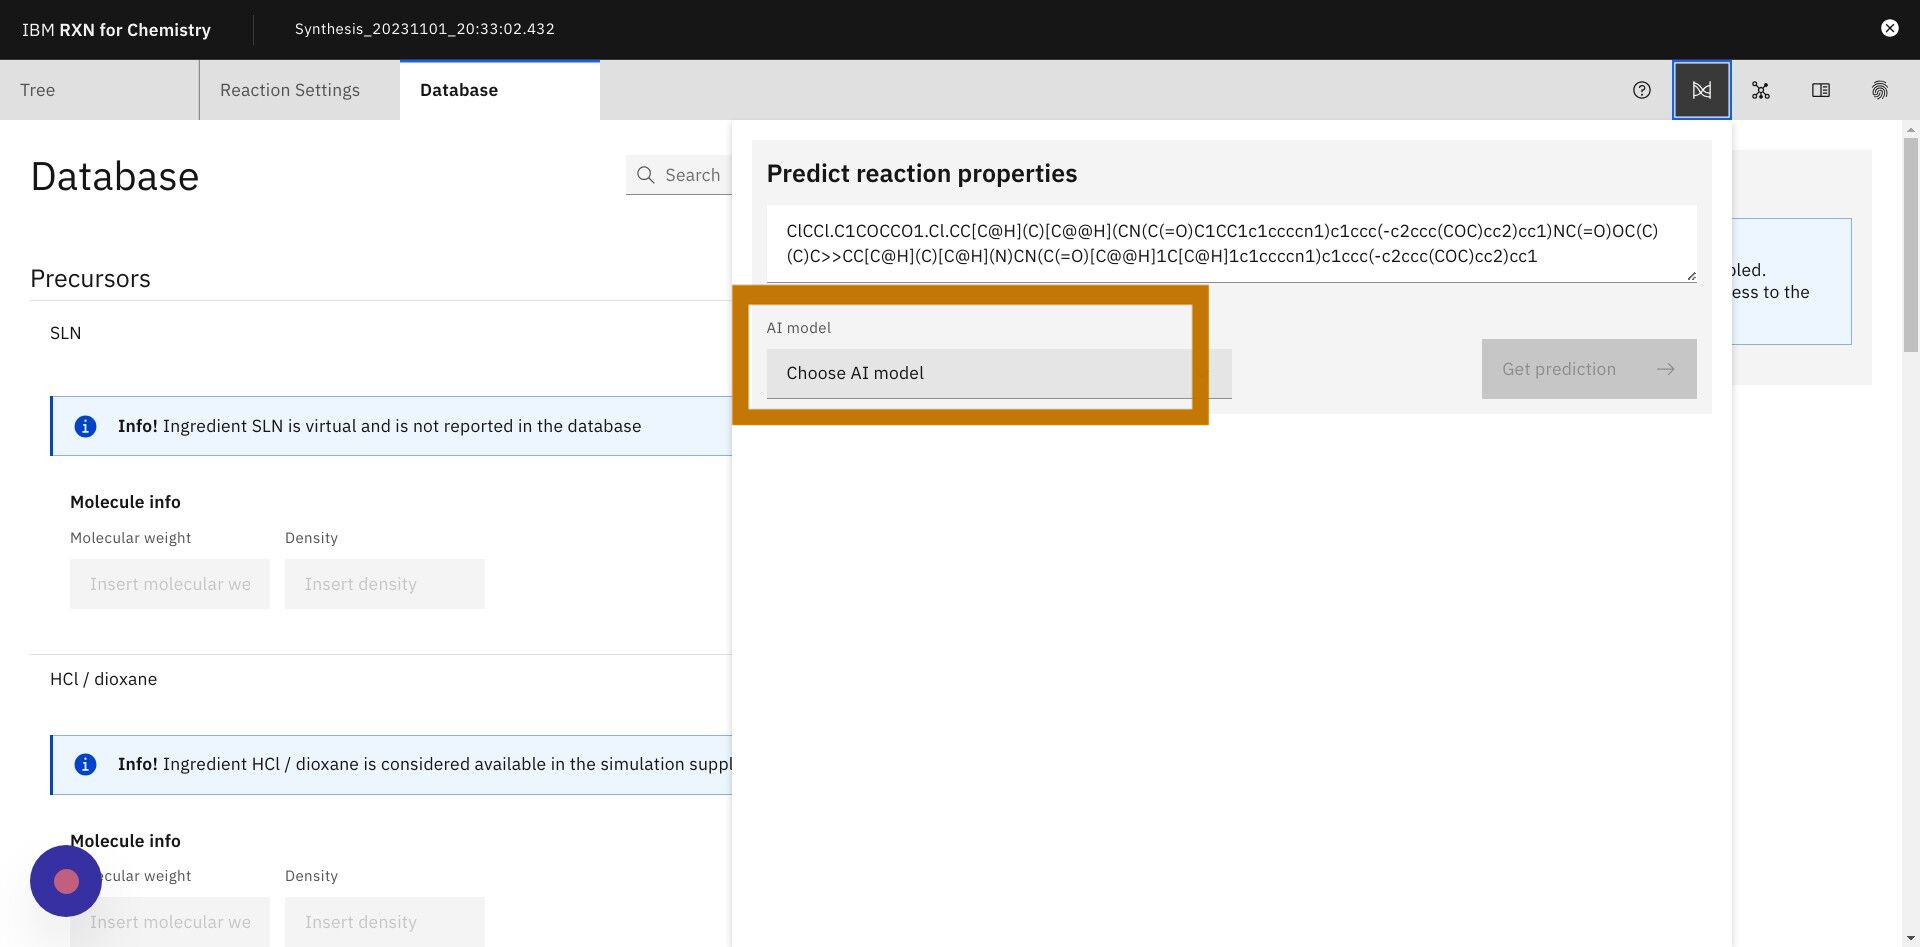 IBM RXN for Chemistry
Synthesis_20231101_20:33:02.432
Tree
Reaction Settings
Database
Database
Search
Precursors
SLN
Info! Ingredient SLN is virtual and is not reported in the database
Molecule info
Molecular weight
Density
Insert molecular we
Insert density
HCl / dioxane
Info! Ingredient HCl / dioxane is considered available in the simulation suppl
Molecule info
ecular weight
Density
Insert molecular we
Insert density
Predict reaction properties
ClCCl.C1COCCO1.Cl.CC[C@H](C)[C@@H](CN(C(=O)C1CC1c1ccccn1)c1ccc(-c2ccc(COC)cc2)cc1)NC(=O)OC(C)
(C)C>>CC[C@H](C)[C@H](N)CN(C(=O)[C@@H]1C[C@H]1c1ccccn1)c1ccc(-c2ccc(COC)cc2)cc1
AI model
Choose AI model
Get prediction
led.
ess to the